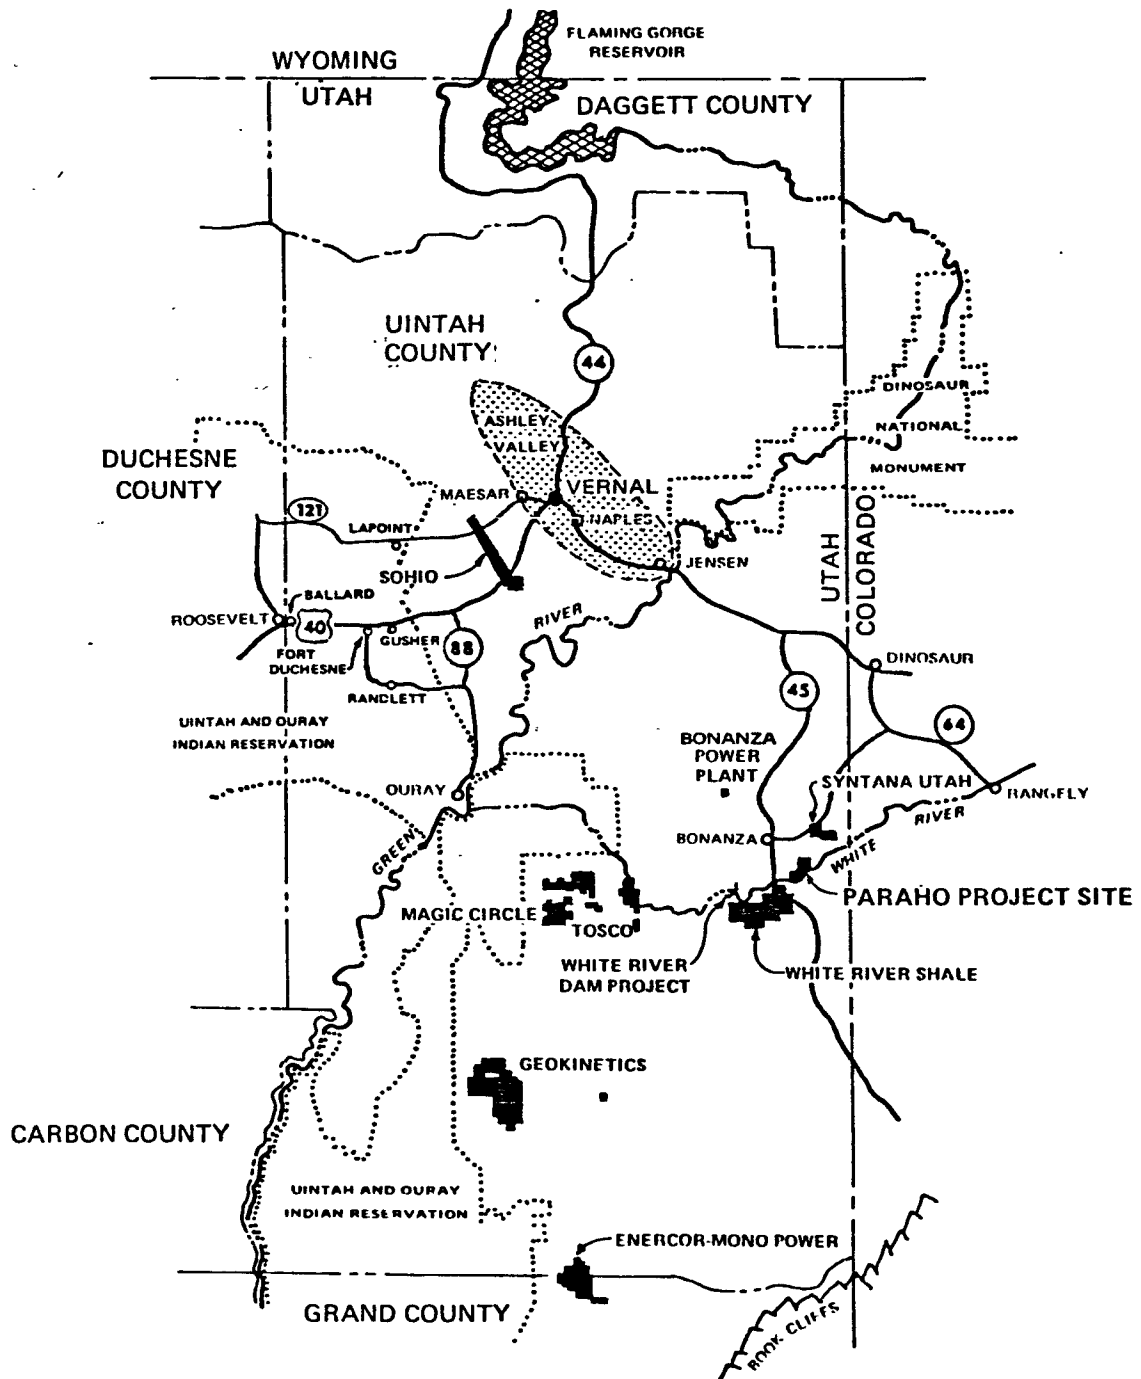 FLAMING GORGE
RESERVOIR
WYOMING
UTAH
DAGGETT COUNTY
UINTAH
COUNTY
44
DINOSAUR
NATIONAL
MONUMENT
ASHLEY
VALLEY
DUCHESNE
COUNTY
MAESAR
VERNAL
NAPLES
121
LAPOINT
JENSEN
UTAH
COLORADO
SOHIO
BALLARD
ROOSEVELT
40
GUSHER
FORT
DUCHESNE
88
RIVER
RANDLETT
DINOSAUR
45
64
UINTAH AND OURAY
INDIAN RESERVATION
BONANZA
POWER
PLANT
SYNTANA UTAH
OURAY
RANGELY
RIVER
GREEN
BONANZA
WHITE
PARAHO PROJECT SITE
MAGIC CIRCLE
TOSCO
WHITE RIVER
DAM PROJECT
WHITE RIVER SHALE
GEOKINETICS
CARBON COUNTY
UINTAH AND OURAY
INDIAN RESERVATION
ENERCOR-MONO POWER
GRAND COUNTY
BOOK CLIFFS